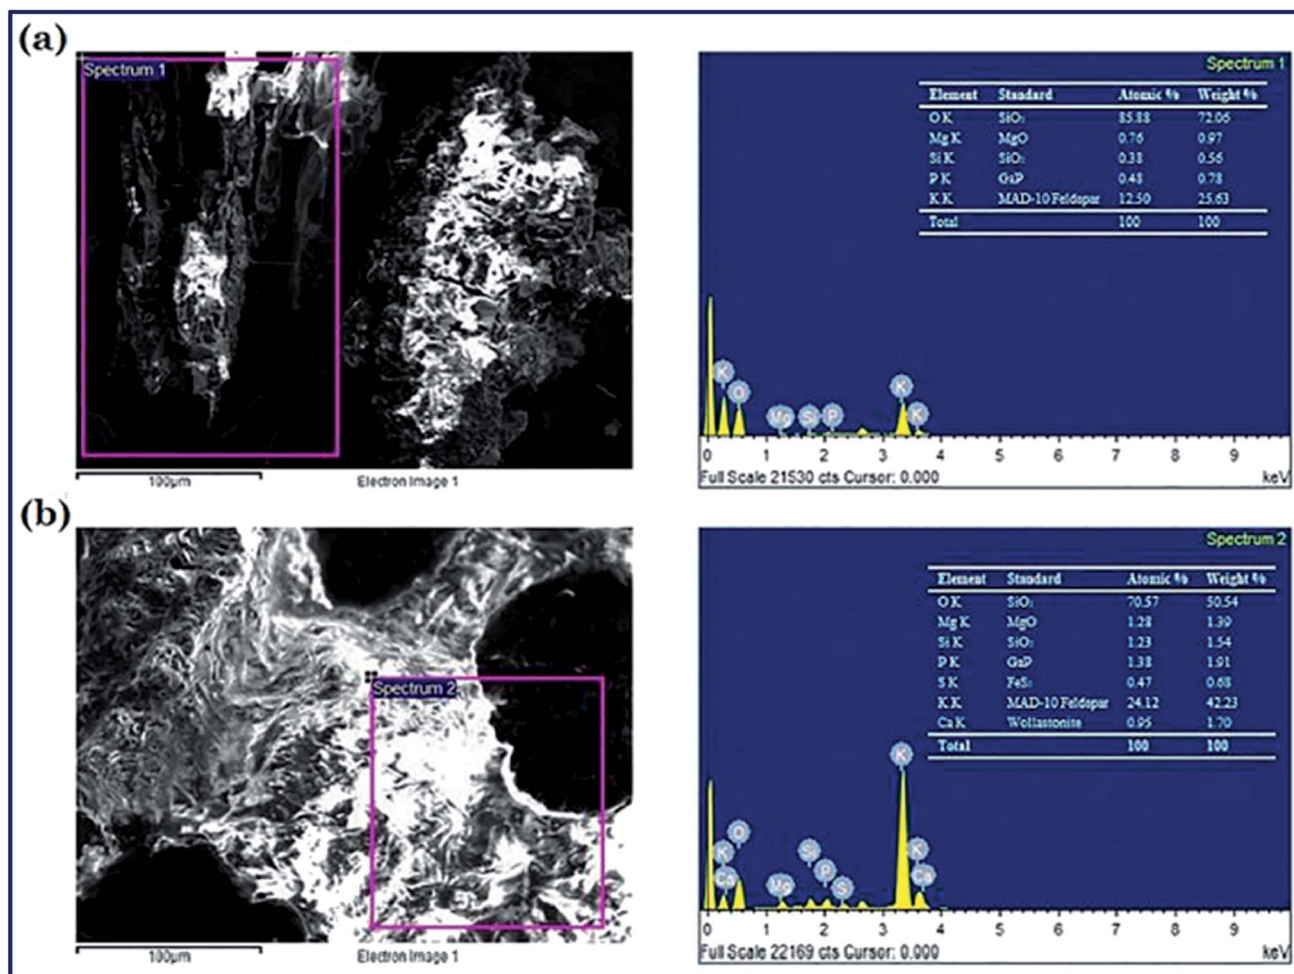 (a)
Spectrum 1
100µm
Electron Image 1
Spectrum 1
Element Standard Atomic % Weight %
O K SiO₂ 85.88 72.06
Mg K MgO 0.76 0.97
Si K SiO₂ 0.38 0.56
P K GaP 0.48 0.78
K K MAD-10 Feldspar 12.50 25.63
Total 100 100
K
O
Mg
Si
P
K
K
0 1 2 3 4 5 6 7 8 9
Full Scale 21530 cts Cursor: 0.000
keV
(b)
Spectrum 2
100µm
Electron Image 1
Spectrum 2
Element Standard Atomic % Weight %
O K SiO₂ 70.57 50.54
Mg K MgO 1.28 1.39
Si K SiO₂ 1.23 1.54
P K GaP 1.38 1.91
S K FeS₂ 0.47 0.68
K K MAD-10 Feldspar 24.12 42.23
Ca K Wollastonite 0.95 1.70
Total 100 100
K
O
Si
K
K
Ca
Mg
P
S
Ca
0 1 2 3 4 5 6 7 8 9
Full Scale 22169 cts Cursor: 0.000
keV